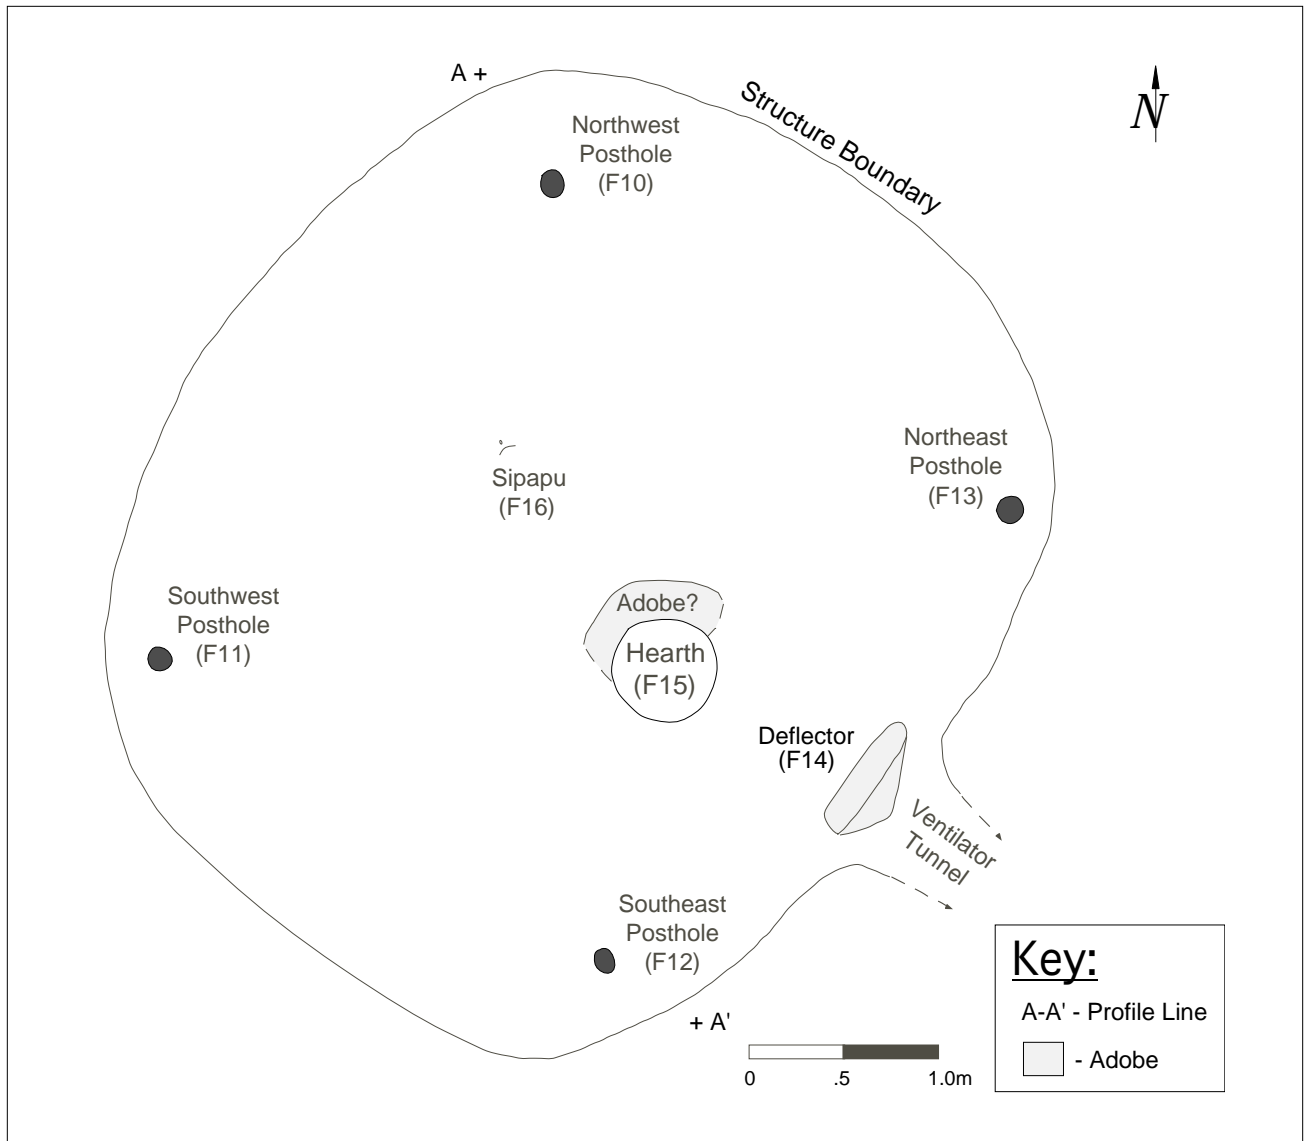 A +
Structure Boundary
N
Northwest
Posthole
(F10)
Northeast
Posthole
(F13)
Sipapu
(F16)
Southwest
Posthole
(F11)
Adobe?
Hearth
(F15)
Deflector
(F14)
Ventilator
Tunnel
Southeast
Posthole
(F12)
+ A'
0 .5 1.0m
Key:
A-A' - Profile Line
- Adobe